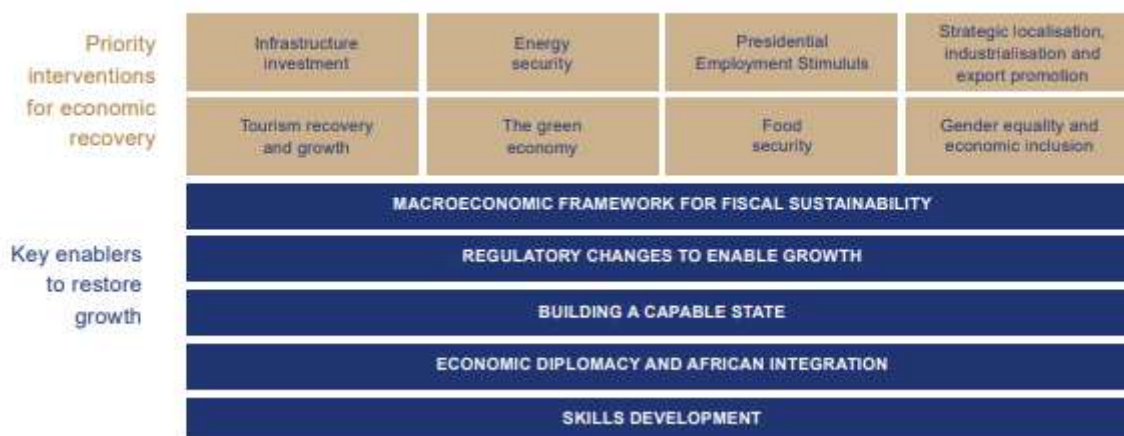 Priority
interventions
for economic
recovery
Infrastructure
investment
Energy
security
Presidential
Employment Stimululs
Strategic localisation,
industrialisation and
export promotion
Tourism recovery
and growth
The green
economy
Food
security
Gender equality and
economic inclusion
Key enablers
to restore
growth
MACROECONOMIC FRAMEWORK FOR FISCAL SUSTAINABILITY
REGULATORY CHANGES TO ENABLE GROWTH
BUILDING A CAPABLE STATE
ECONOMIC DIPLOMACY AND AFRICAN INTEGRATION
SKILLS DEVELOPMENT